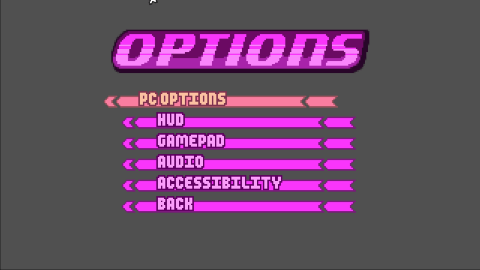 OPTIONS
PC OPTIONS
HUD
GAMEPAD
AUDIO
ACCESSIBILITY
BACK